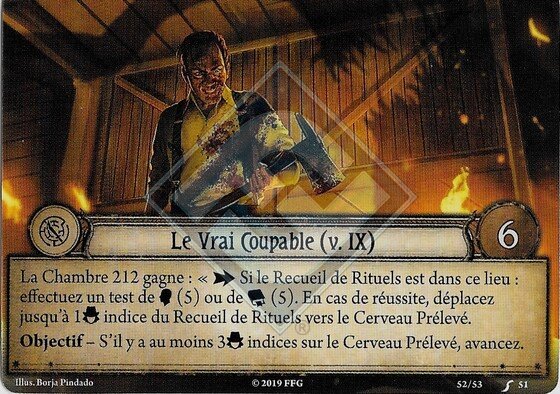 Le Vrai Coupable (v. IX)
6
La Chambre 212 gagne : « Si le Recueil de Rituels est dans ce lieu :
effectuez un test de (5) ou de (5). En cas de réussite, déplacez
jusqu'à 1 indice du Recueil de Rituels vers le Cerveau Prélevé.
Objectif – S'il y a au moins 3 indices sur le Cerveau Prélevé, avancez.
Illus. Borja Pindado
© 2019 FFG
52/53
51